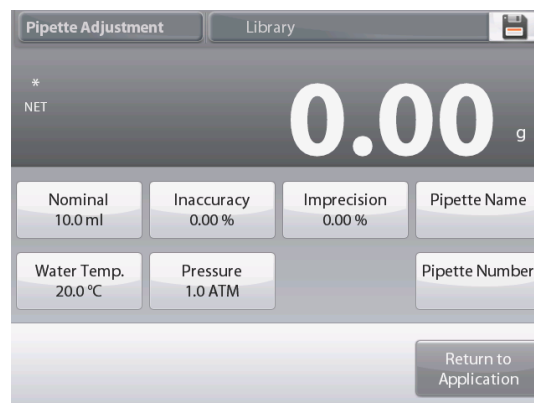 Pipette Adjustment
Library
*
NET
0.00 g
Nominal
10.0 ml
Inaccuracy
0.00 %
Imprecision
0.00 %
Pipette Name
Water Temp.
20.0 °C
Pressure
1.0 ATM
Pipette Number
Return to
Application